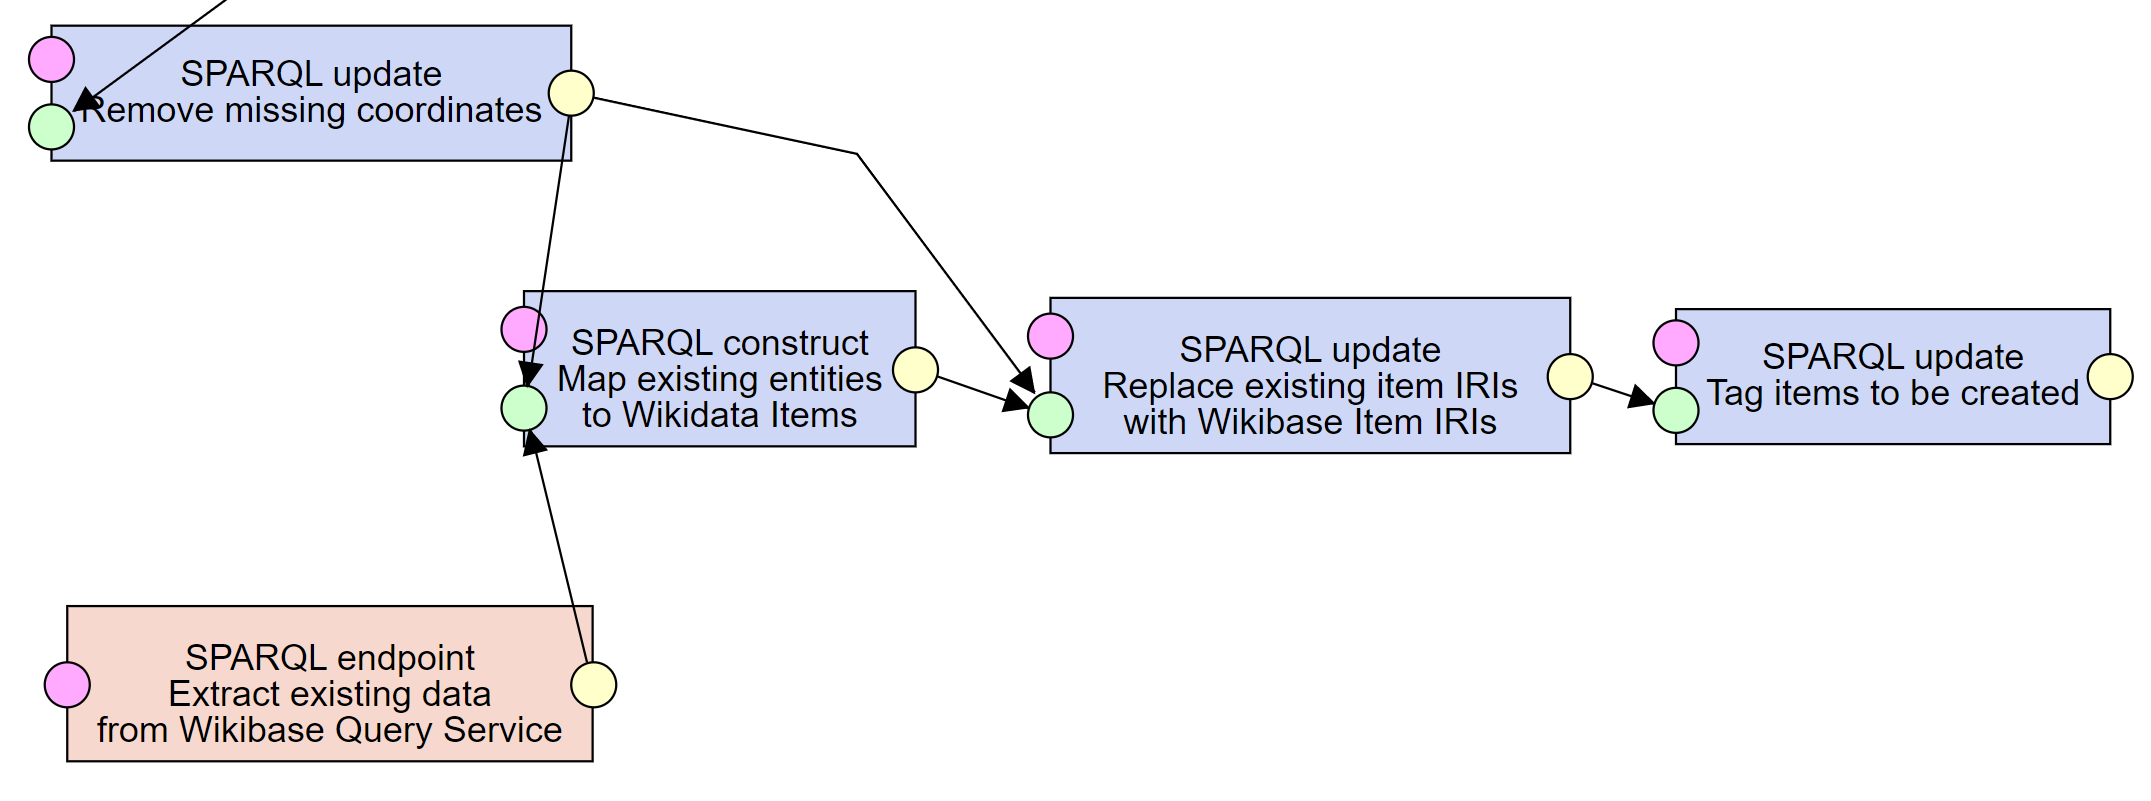 SPARQL update
Remove missing coordinates
SPARQL construct
Map existing entities
to Wikidata Items
SPARQL update
Replace existing item IRIs
with Wikibase Item IRIs
SPARQL update
Tag items to be created
SPARQL endpoint
Extract existing data
from Wikibase Query Service